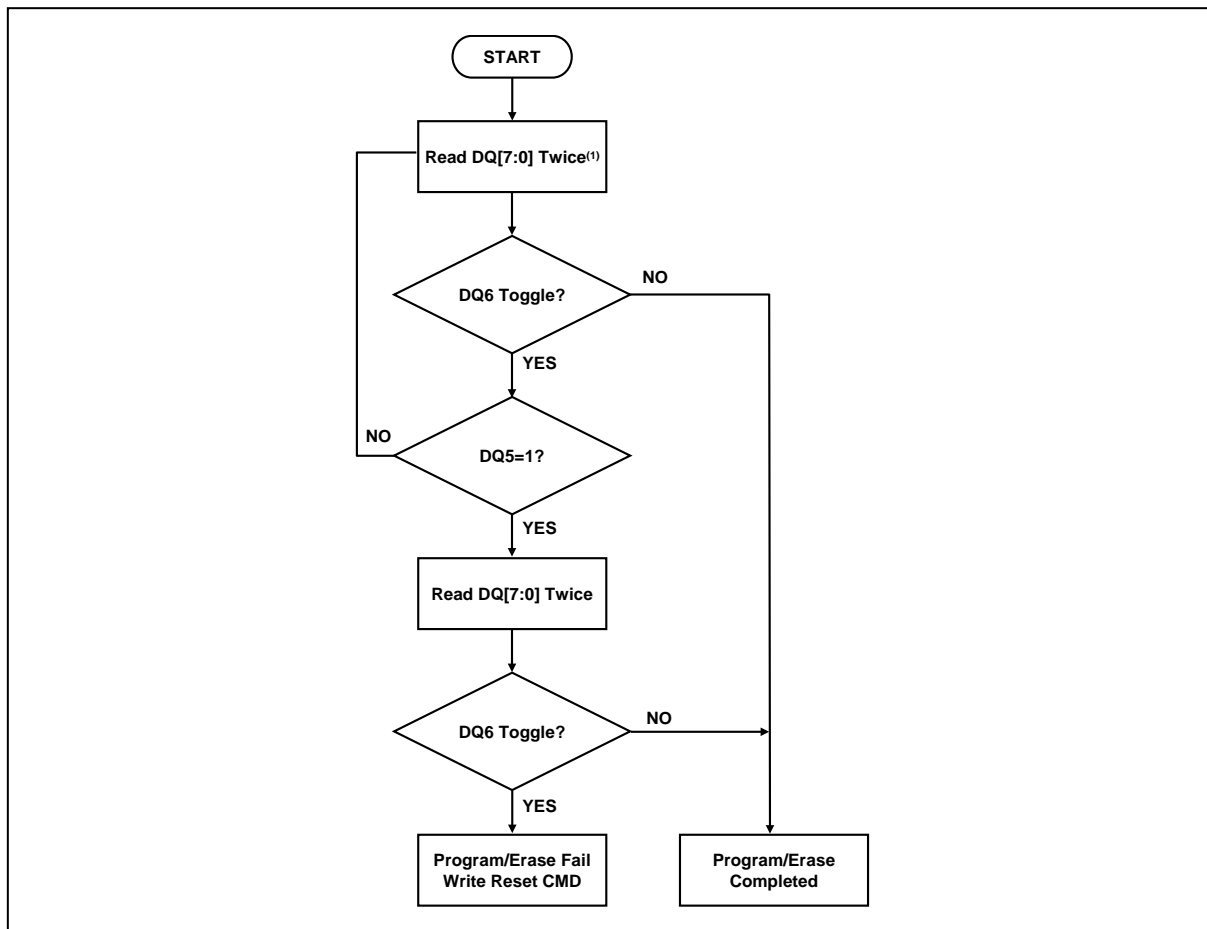 START
Read DQ[7:0] Twice(1)
DQ6 Toggle?
NO
YES
NO
DQ5=1?
YES
Read DQ[7:0] Twice
DQ6 Toggle?
NO
YES
Program/Erase Fail
Write Reset CMD
Program/Erase
Completed